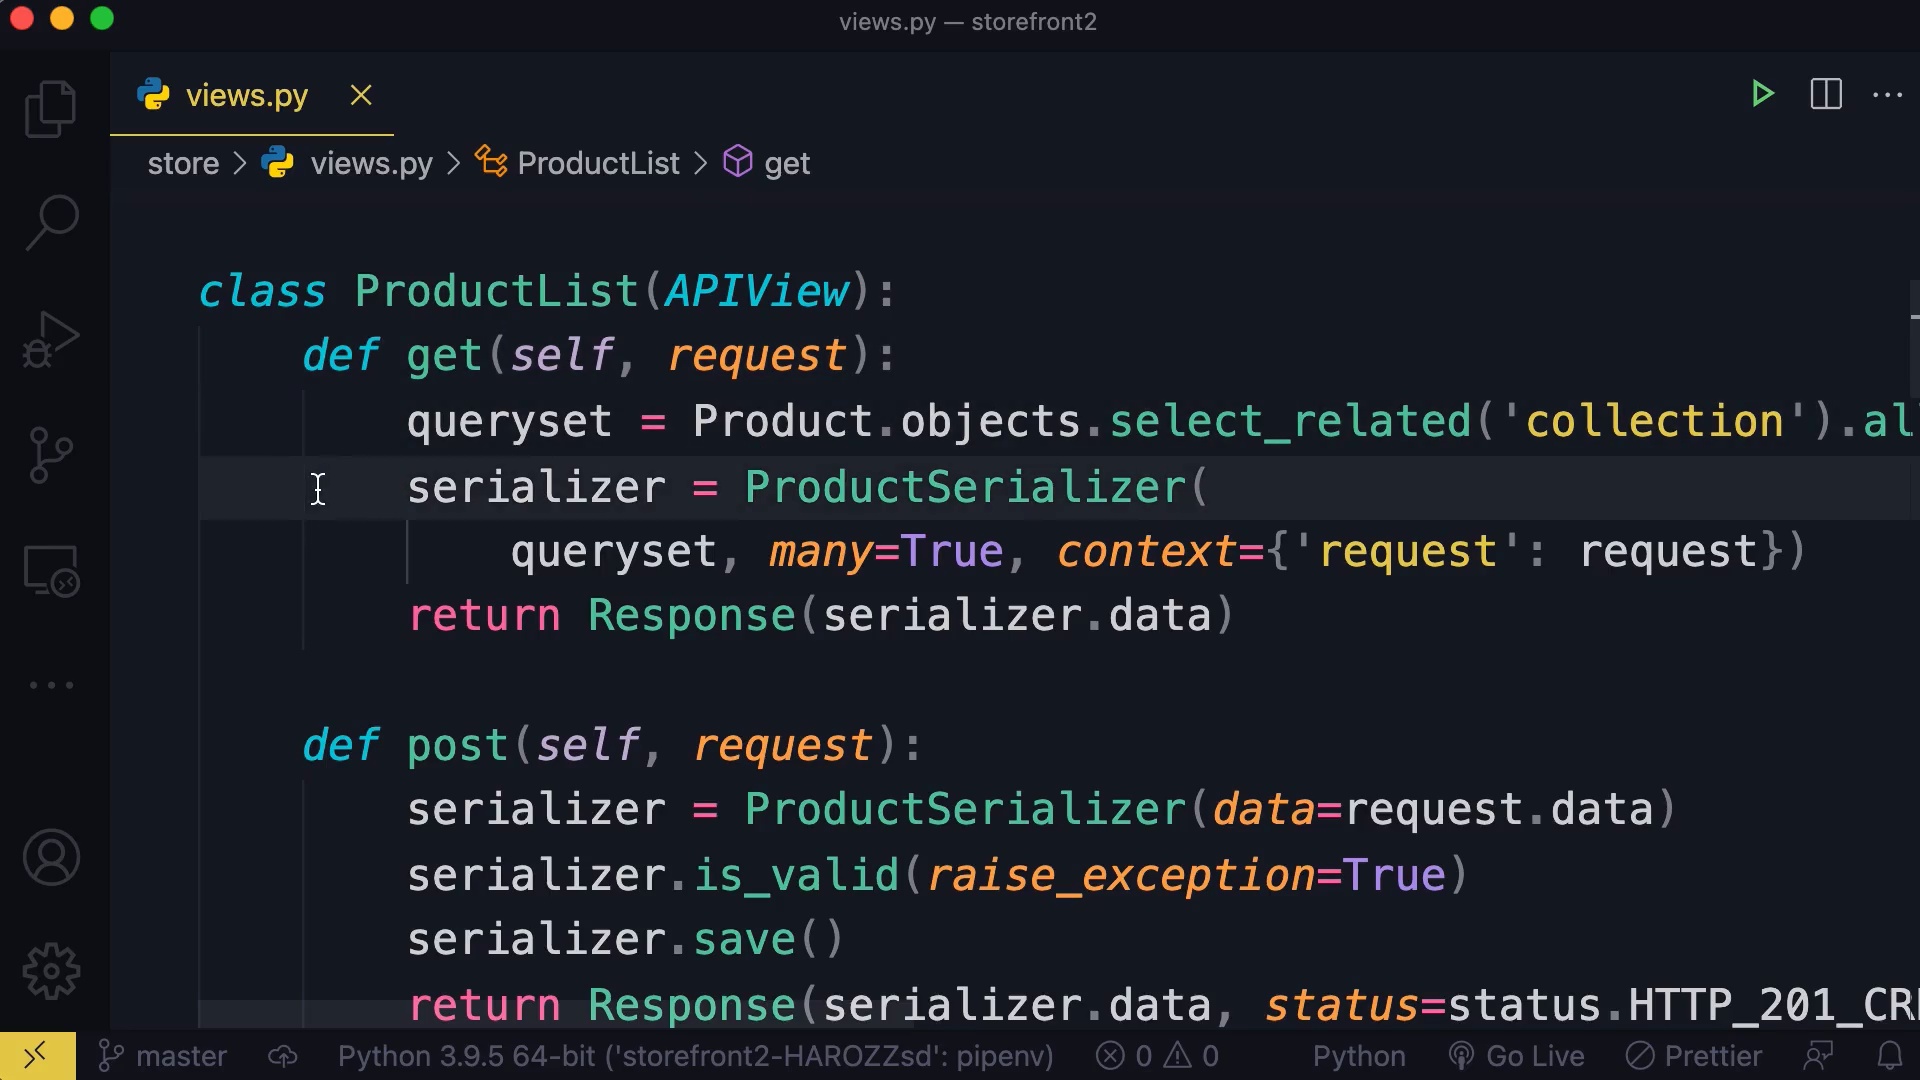 views.py — storefront2
views.py
store > views.py > ProductList > get
class ProductList(APIView):
def get(self, request):
queryset = Product.objects.select_related('collection').al
serializer = ProductSerializer(
queryset, many=True, context={'request': request})
return Response(serializer.data)
def post(self, request):
serializer = ProductSerializer(data=request.data)
serializer.is_valid(raise_exception=True)
serializer.save()
return Response(serializer.data, status=status.HTTP_201_CR
master Python 3.9.5 64-bit ('storefront2-HAROZZsd': pipenv) 0 0 Python Go Live Prettier